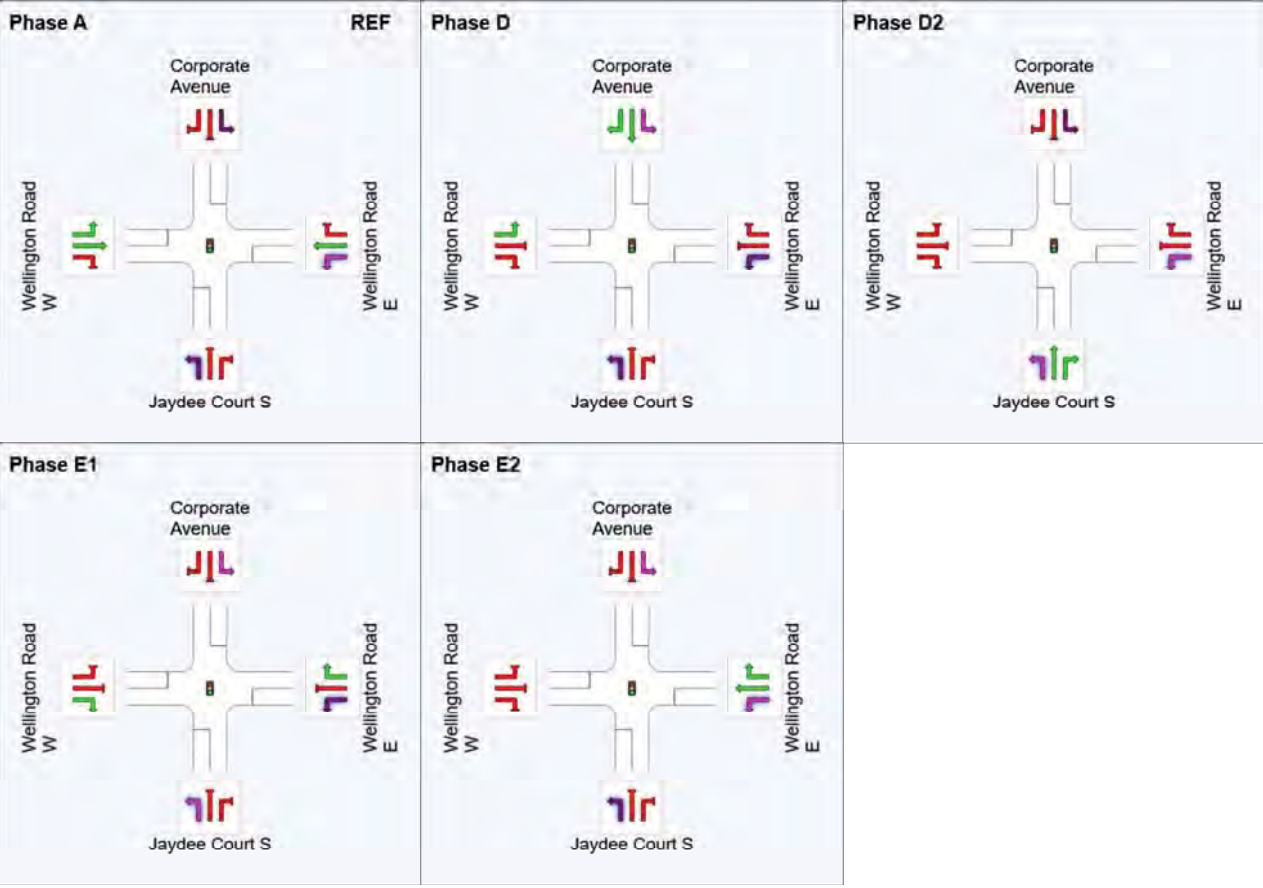 Phase A
REF
Corporate
Avenue
Wellington Road
W
Wellington Road
E
Jaydee Court S
Phase D
Corporate
Avenue
Wellington Road
W
Wellington Road
E
Jaydee Court S
Phase D2
Corporate
Avenue
Wellington Road
W
Wellington Road
E
Jaydee Court S
Phase E1
Corporate
Avenue
Wellington Road
W
Wellington Road
E
Jaydee Court S
Phase E2
Corporate
Avenue
Wellington Road
W
Wellington Road
E
Jaydee Court S